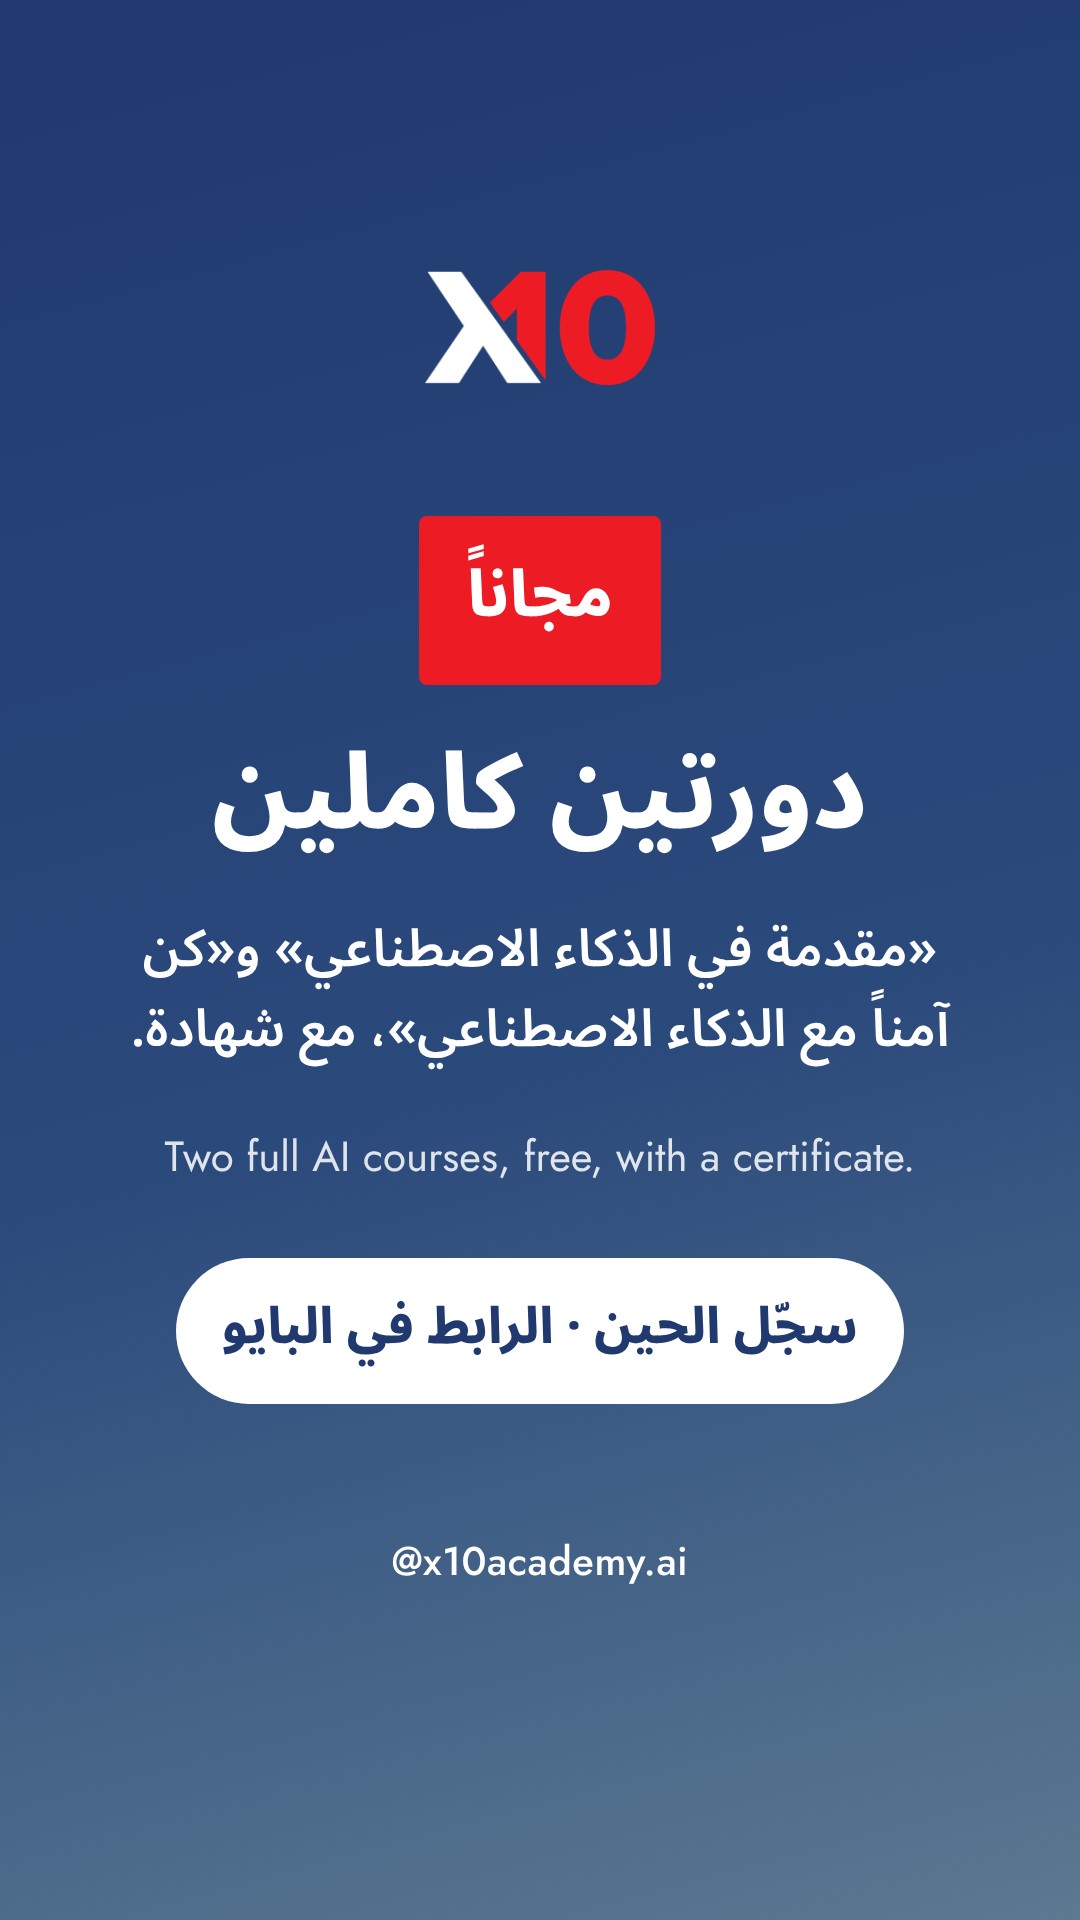 X10
مجاناً
دورتين كاملين
«مقدمة في الذكاء الاصطناعي» و«كن
آمناً مع الذكاء الاصطناعي»، مع شهادة.
Two full AI courses, free, with a certificate.
سجّل الحين · الرابط في البايو
@x10academy.ai